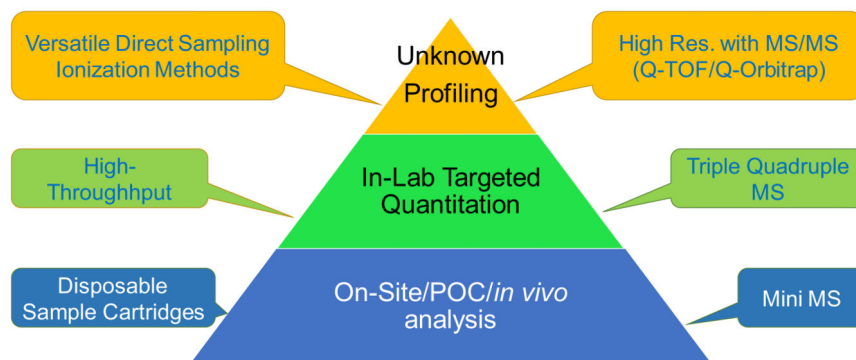 Versatile Direct Sampling
Ionization Methods
Unknown
Profiling
High Res. with MS/MS
(Q-TOF/Q-Orbitrap)
High-
Throughhput
In-Lab Targeted
Quantitation
Triple Quadruple
MS
Disposable
Sample Cartridges
On-Site/POC/in vivo
analysis
Mini MS